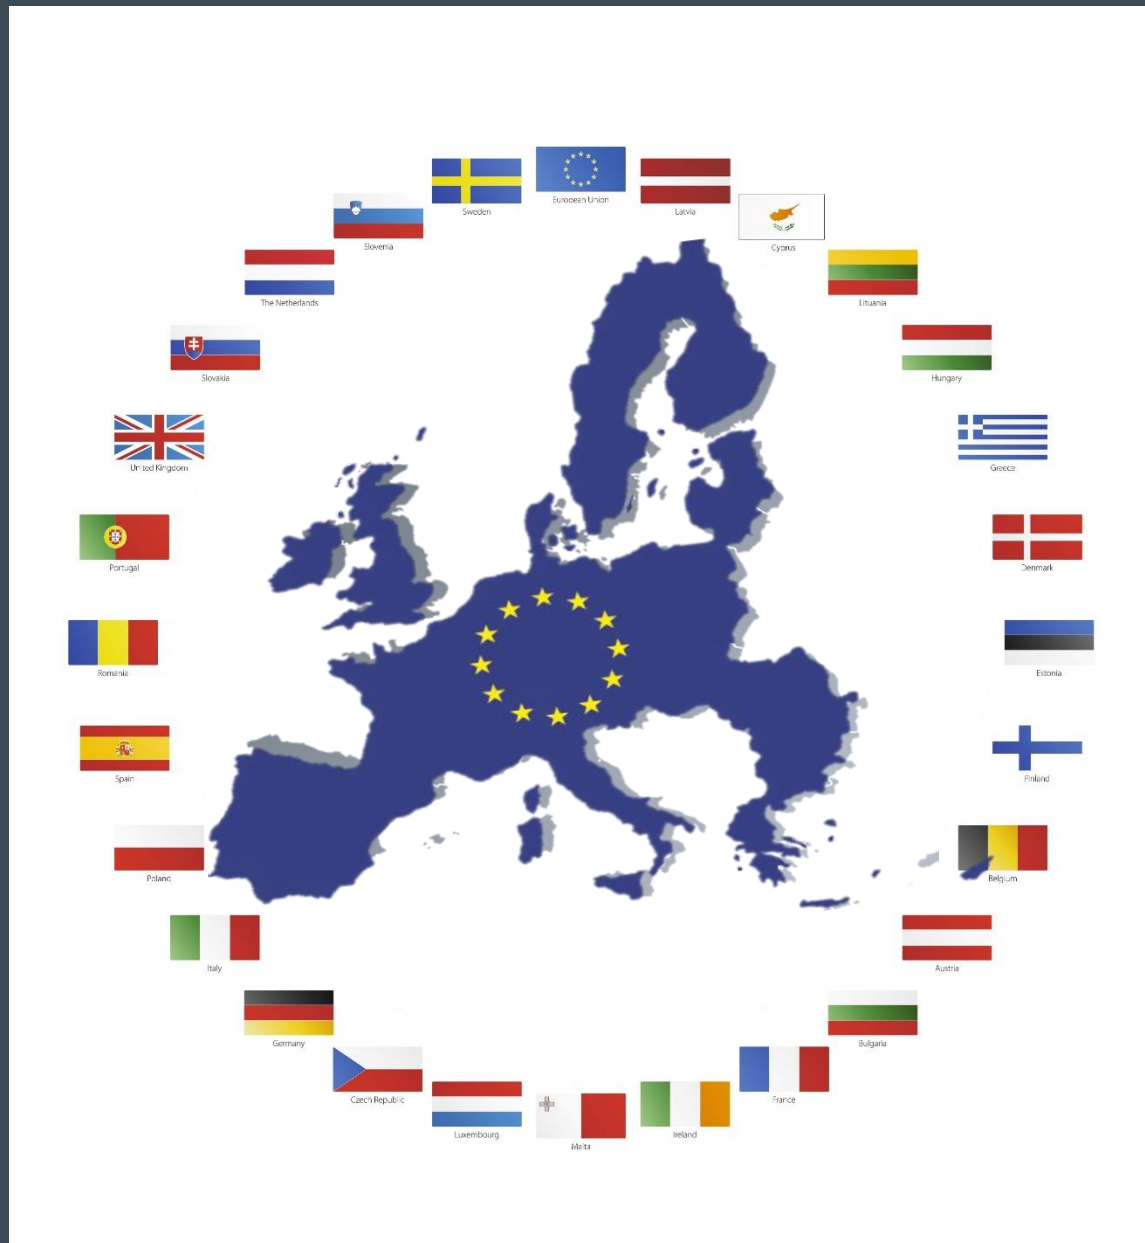 European Union
Sweden
Latvia
Slovenia
Cyprus
The Netherlands
Lituania
Slovakia
Hungary
United Kingdom
Greece
Portugal
Denmark
Romania
Estonia
Spain
Finland
Poland
Belgium
Italy
Austria
Germany
Bulgaria
Czech Republic
France
Luxembourg
Ireland
Malta